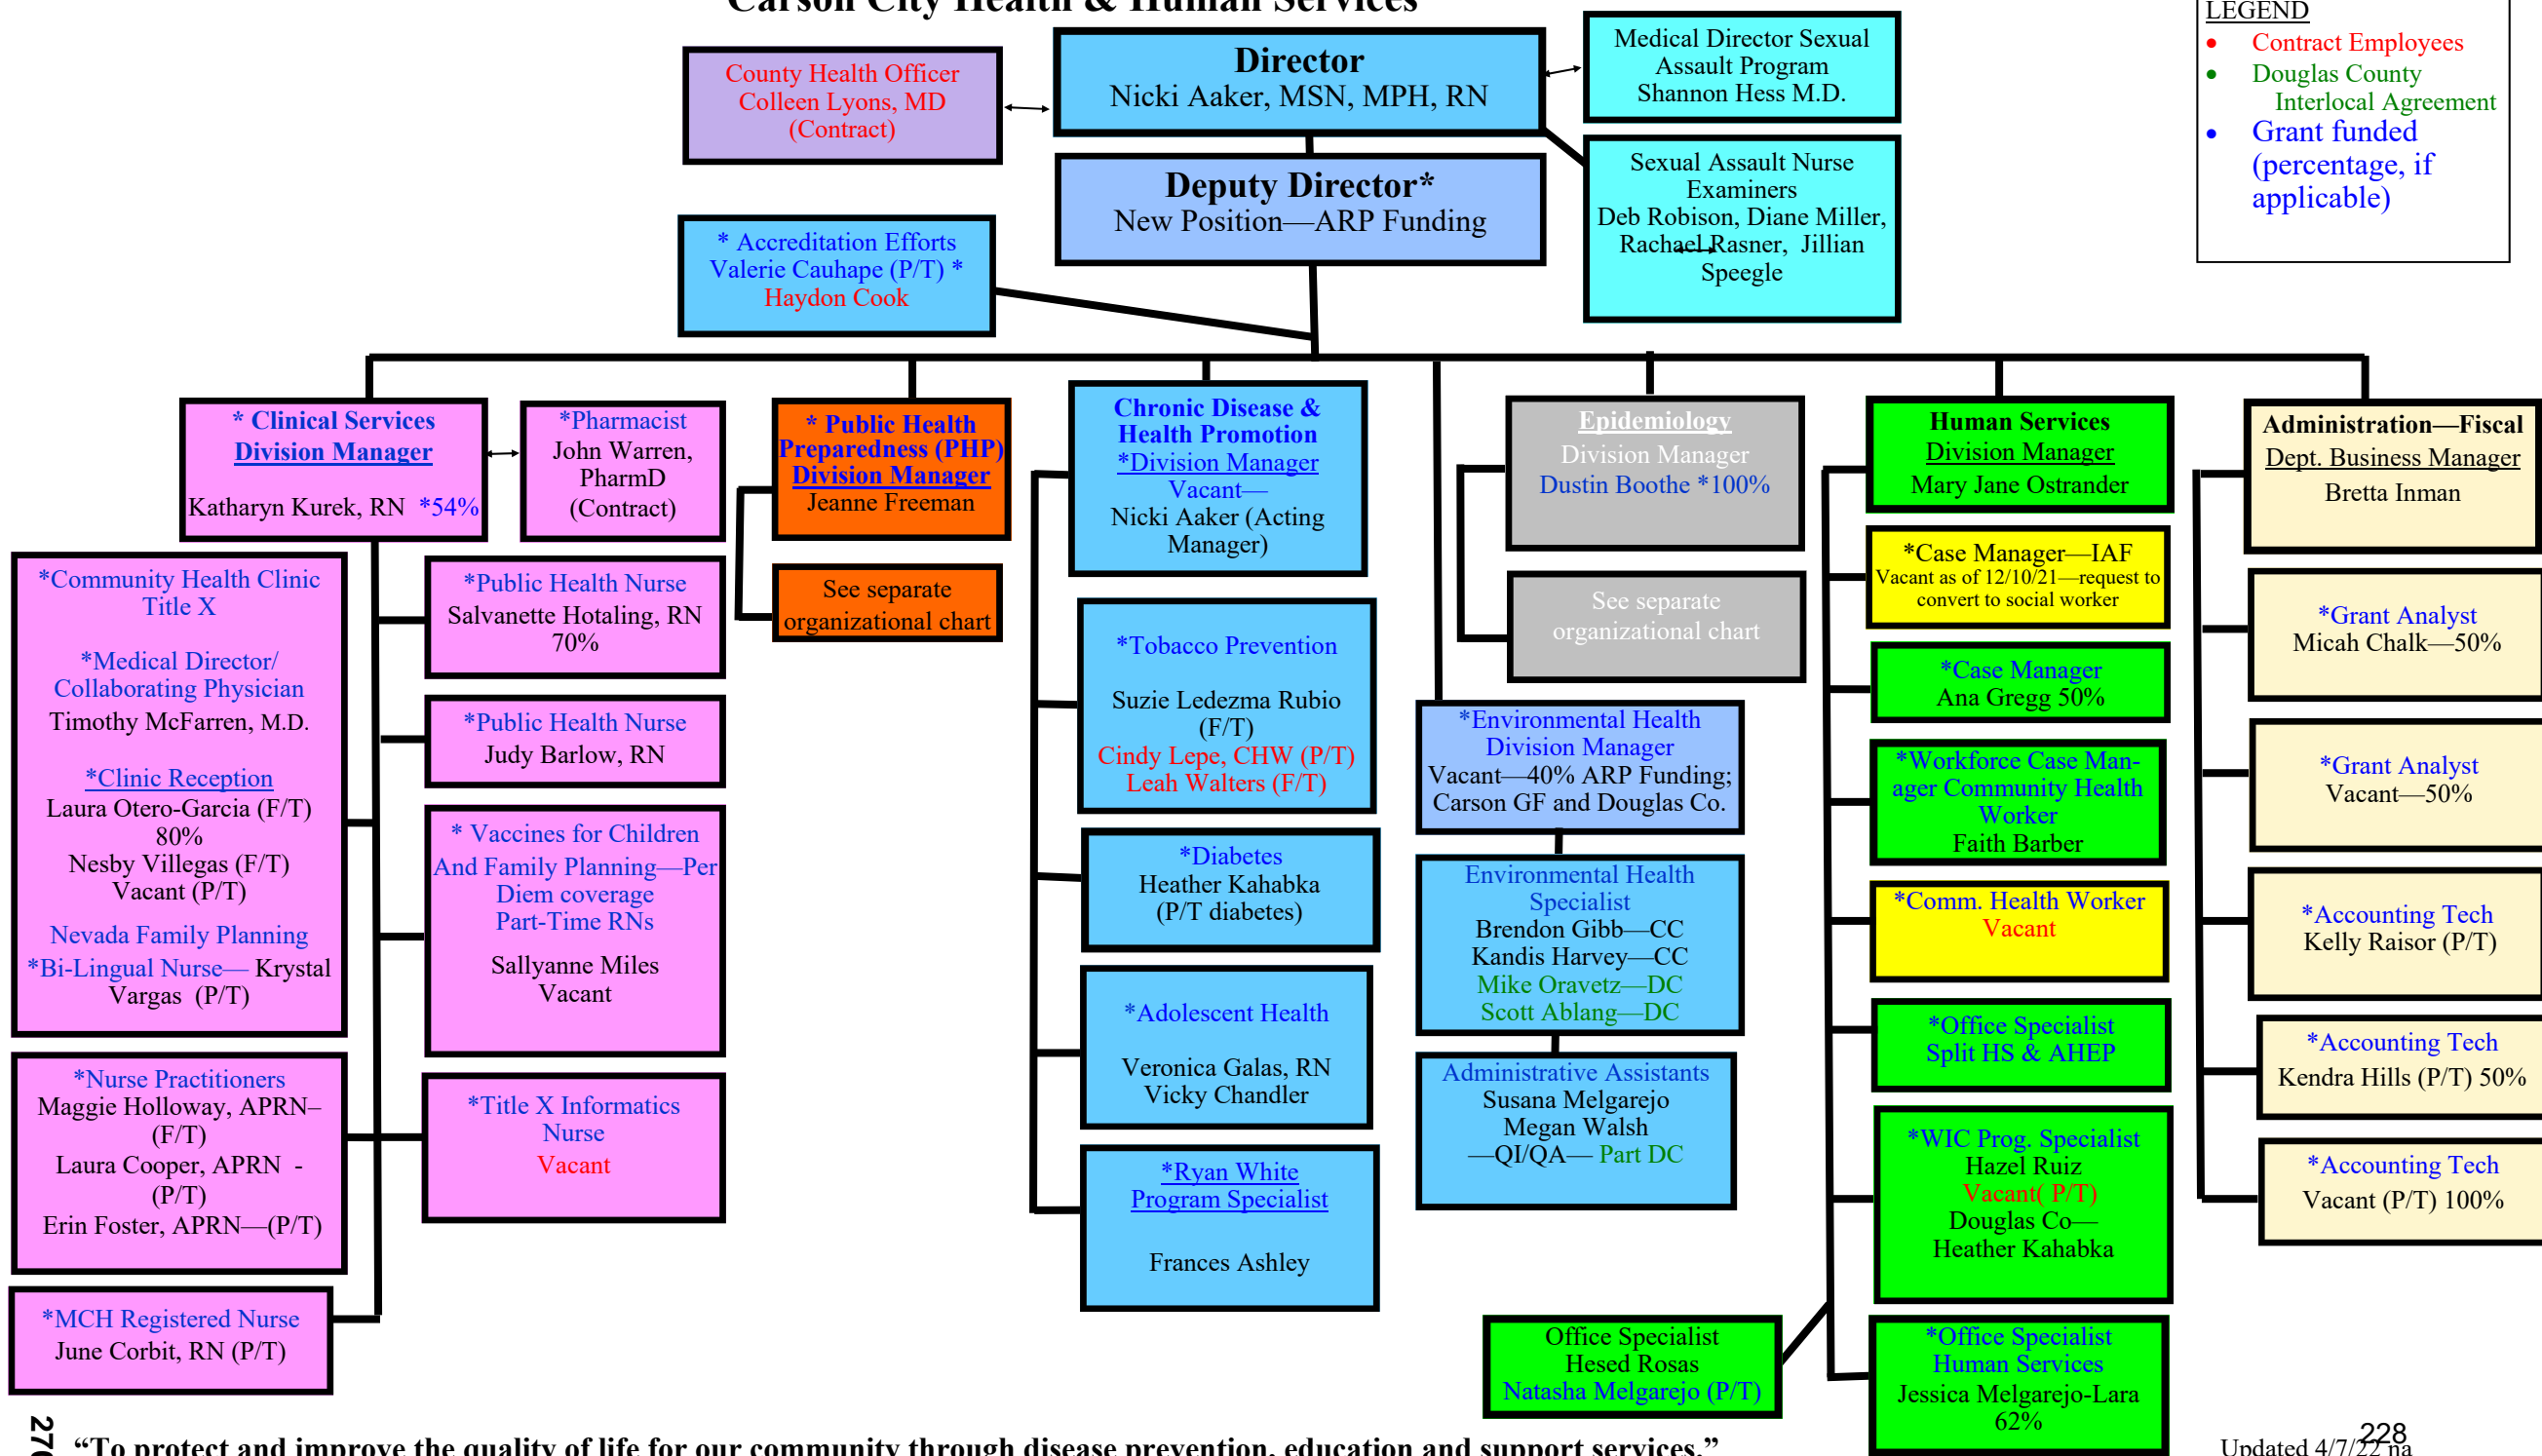 Carson City Health & Human Services
LEGEND
• Contract Employees
• Douglas County
Interlocal Agreement
• Grant funded
(percentage, if
applicable)
County Health Officer
Colleen Lyons, MD
(Contract)
Director
Nicki Aaker, MSN, MPH, RN
Medical Director Sexual
Assault Program
Shannon Hess M.D.
Deputy Director*
New Position—ARP Funding
Sexual Assault Nurse
Examiners
Deb Robison, Diane Miller,
Rachael Rasner, Jillian
Speegle
* Accreditation Efforts
Valerie Cauhape (P/T) *
Haydon Cook
* Clinical Services
Division Manager
Katharyn Kurek, RN *54%
*Pharmacist
John Warren,
PharmD
(Contract)
*Community Health Clinic
Title X
*Medical Director/
Collaborating Physician
Timothy McFarren, M.D.
*Clinic Reception
Laura Otero-Garcia (F/T)
80%
Nesby Villegas (F/T)
Vacant (P/T)
Nevada Family Planning
*Bi-Lingual Nurse— Krystal
Vargas (P/T)
*Nurse Practitioners
Maggie Holloway, APRN–
(F/T)
Laura Cooper, APRN -
(P/T)
Erin Foster, APRN—(P/T)
*MCH Registered Nurse
June Corbit, RN (P/T)
*Public Health Nurse
Salvanette Hotaling, RN
70%
*Public Health Nurse
Judy Barlow, RN
* Vaccines for Children
And Family Planning—Per
Diem coverage
Part-Time RNs
Sallyanne Miles
Vacant
*Title X Informatics
Nurse
Vacant
* Public Health
Preparedness (PHP)
Division Manager
Jeanne Freeman
See separate
organizational chart
Chronic Disease &
Health Promotion
*Division Manager
Vacant—
Nicki Aaker (Acting
Manager)
*Tobacco Prevention
Suzie Ledezma Rubio
(F/T)
Cindy Lepe, CHW (P/T)
Leah Walters (F/T)
*Diabetes
Heather Kahabka
(P/T diabetes)
*Adolescent Health
Veronica Galas, RN
Vicky Chandler
*Ryan White
Program Specialist
Frances Ashley
Epidemiology
Division Manager
Dustin Boothe *100%
See separate
organizational chart
*Environmental Health
Division Manager
Vacant—40% ARP Funding;
Carson GF and Douglas Co.
Environmental Health
Specialist
Brendon Gibb—CC
Kandis Harvey—CC
Mike Oravetz—DC
Scott Ablang—DC
Administrative Assistants
Susana Melgarejo
Megan Walsh
—QI/QA— Part DC
Human Services
Division Manager
Mary Jane Ostrander
*Case Manager—IAF
Vacant as of 12/10/21—request to
convert to social worker
*Case Manager
Ana Gregg 50%
*Workforce Case Man-
ager Community Health
Worker
Faith Barber
*Comm. Health Worker
Vacant
*Office Specialist
Split HS & AHEP
*WIC Prog. Specialist
Hazel Ruiz
Vacant( P/T)
Douglas Co—
Heather Kahabka
Office Specialist
Hesed Rosas
Natasha Melgarejo (P/T)
*Office Specialist
Human Services
Jessica Melgarejo-Lara
62%
Administration—Fiscal
Dept. Business Manager
Bretta Inman
*Grant Analyst
Micah Chalk—50%
*Grant Analyst
Vacant—50%
*Accounting Tech
Kelly Raisor (P/T)
*Accounting Tech
Kendra Hills (P/T) 50%
*Accounting Tech
Vacant (P/T) 100%
“To protect and improve the quality of life for our community through disease prevention, education and support services.”
228
Updated 4/7/22 na